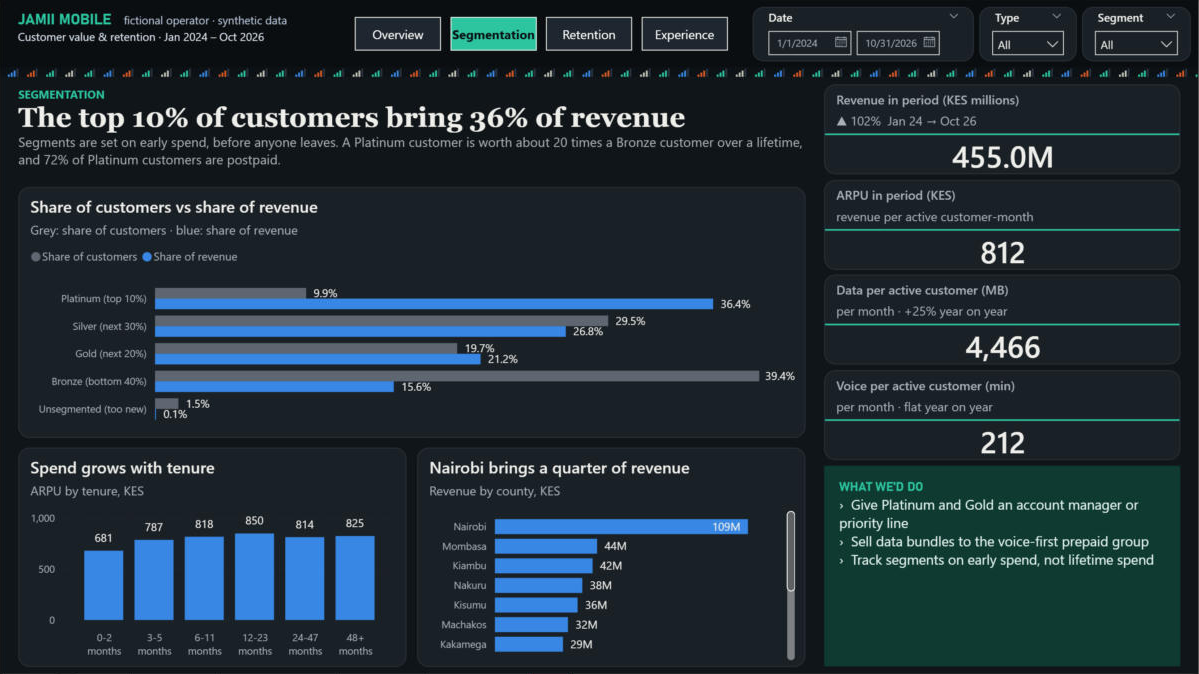 JAMII MOBILE fictional operator · synthetic data
Customer value & retention · Jan 2024 – Oct 2026
Overview
Segmentation
Retention
Experience
Date
1/1/2024
10/31/2026
Type
All
Segment
All
SEGMENTATION
The top 10% of customers bring 36% of revenue
Segments are set on early spend, before anyone leaves. A Platinum customer is worth about 20 times a Bronze customer over a lifetime,
and 72% of Platinum customers are postpaid.
Share of customers vs share of revenue
Grey: share of customers · blue: share of revenue
Share of customers Share of revenue
Platinum (top 10%) 9.9% 36.4%
Silver (next 30%) 29.5% 26.8%
Gold (next 20%) 19.7% 21.2%
Bronze (bottom 40%) 39.4% 15.6%
Unsegmented (too new) 1.5% 0.1%
Spend grows with tenure
ARPU by tenure, KES
1,000
500
0
681 787 818 850 814 825
0-2 3-5 6-11 12-23 24-47 48+
months months months months months months
Nairobi brings a quarter of revenue
Revenue by county, KES
Nairobi 109M
Mombasa 44M
Kiambu 42M
Nakuru 38M
Kisumu 36M
Machakos 32M
Kakamega 29M
Revenue in period (KES millions)
▲ 102% Jan 24 → Oct 26
455.0M
ARPU in period (KES)
revenue per active customer-month
812
Data per active customer (MB)
per month · +25% year on year
4,466
Voice per active customer (min)
per month · flat year on year
212
WHAT WE'D DO
› Give Platinum and Gold an account manager or
priority line
› Sell data bundles to the voice-first prepaid group
› Track segments on early spend, not lifetime spend